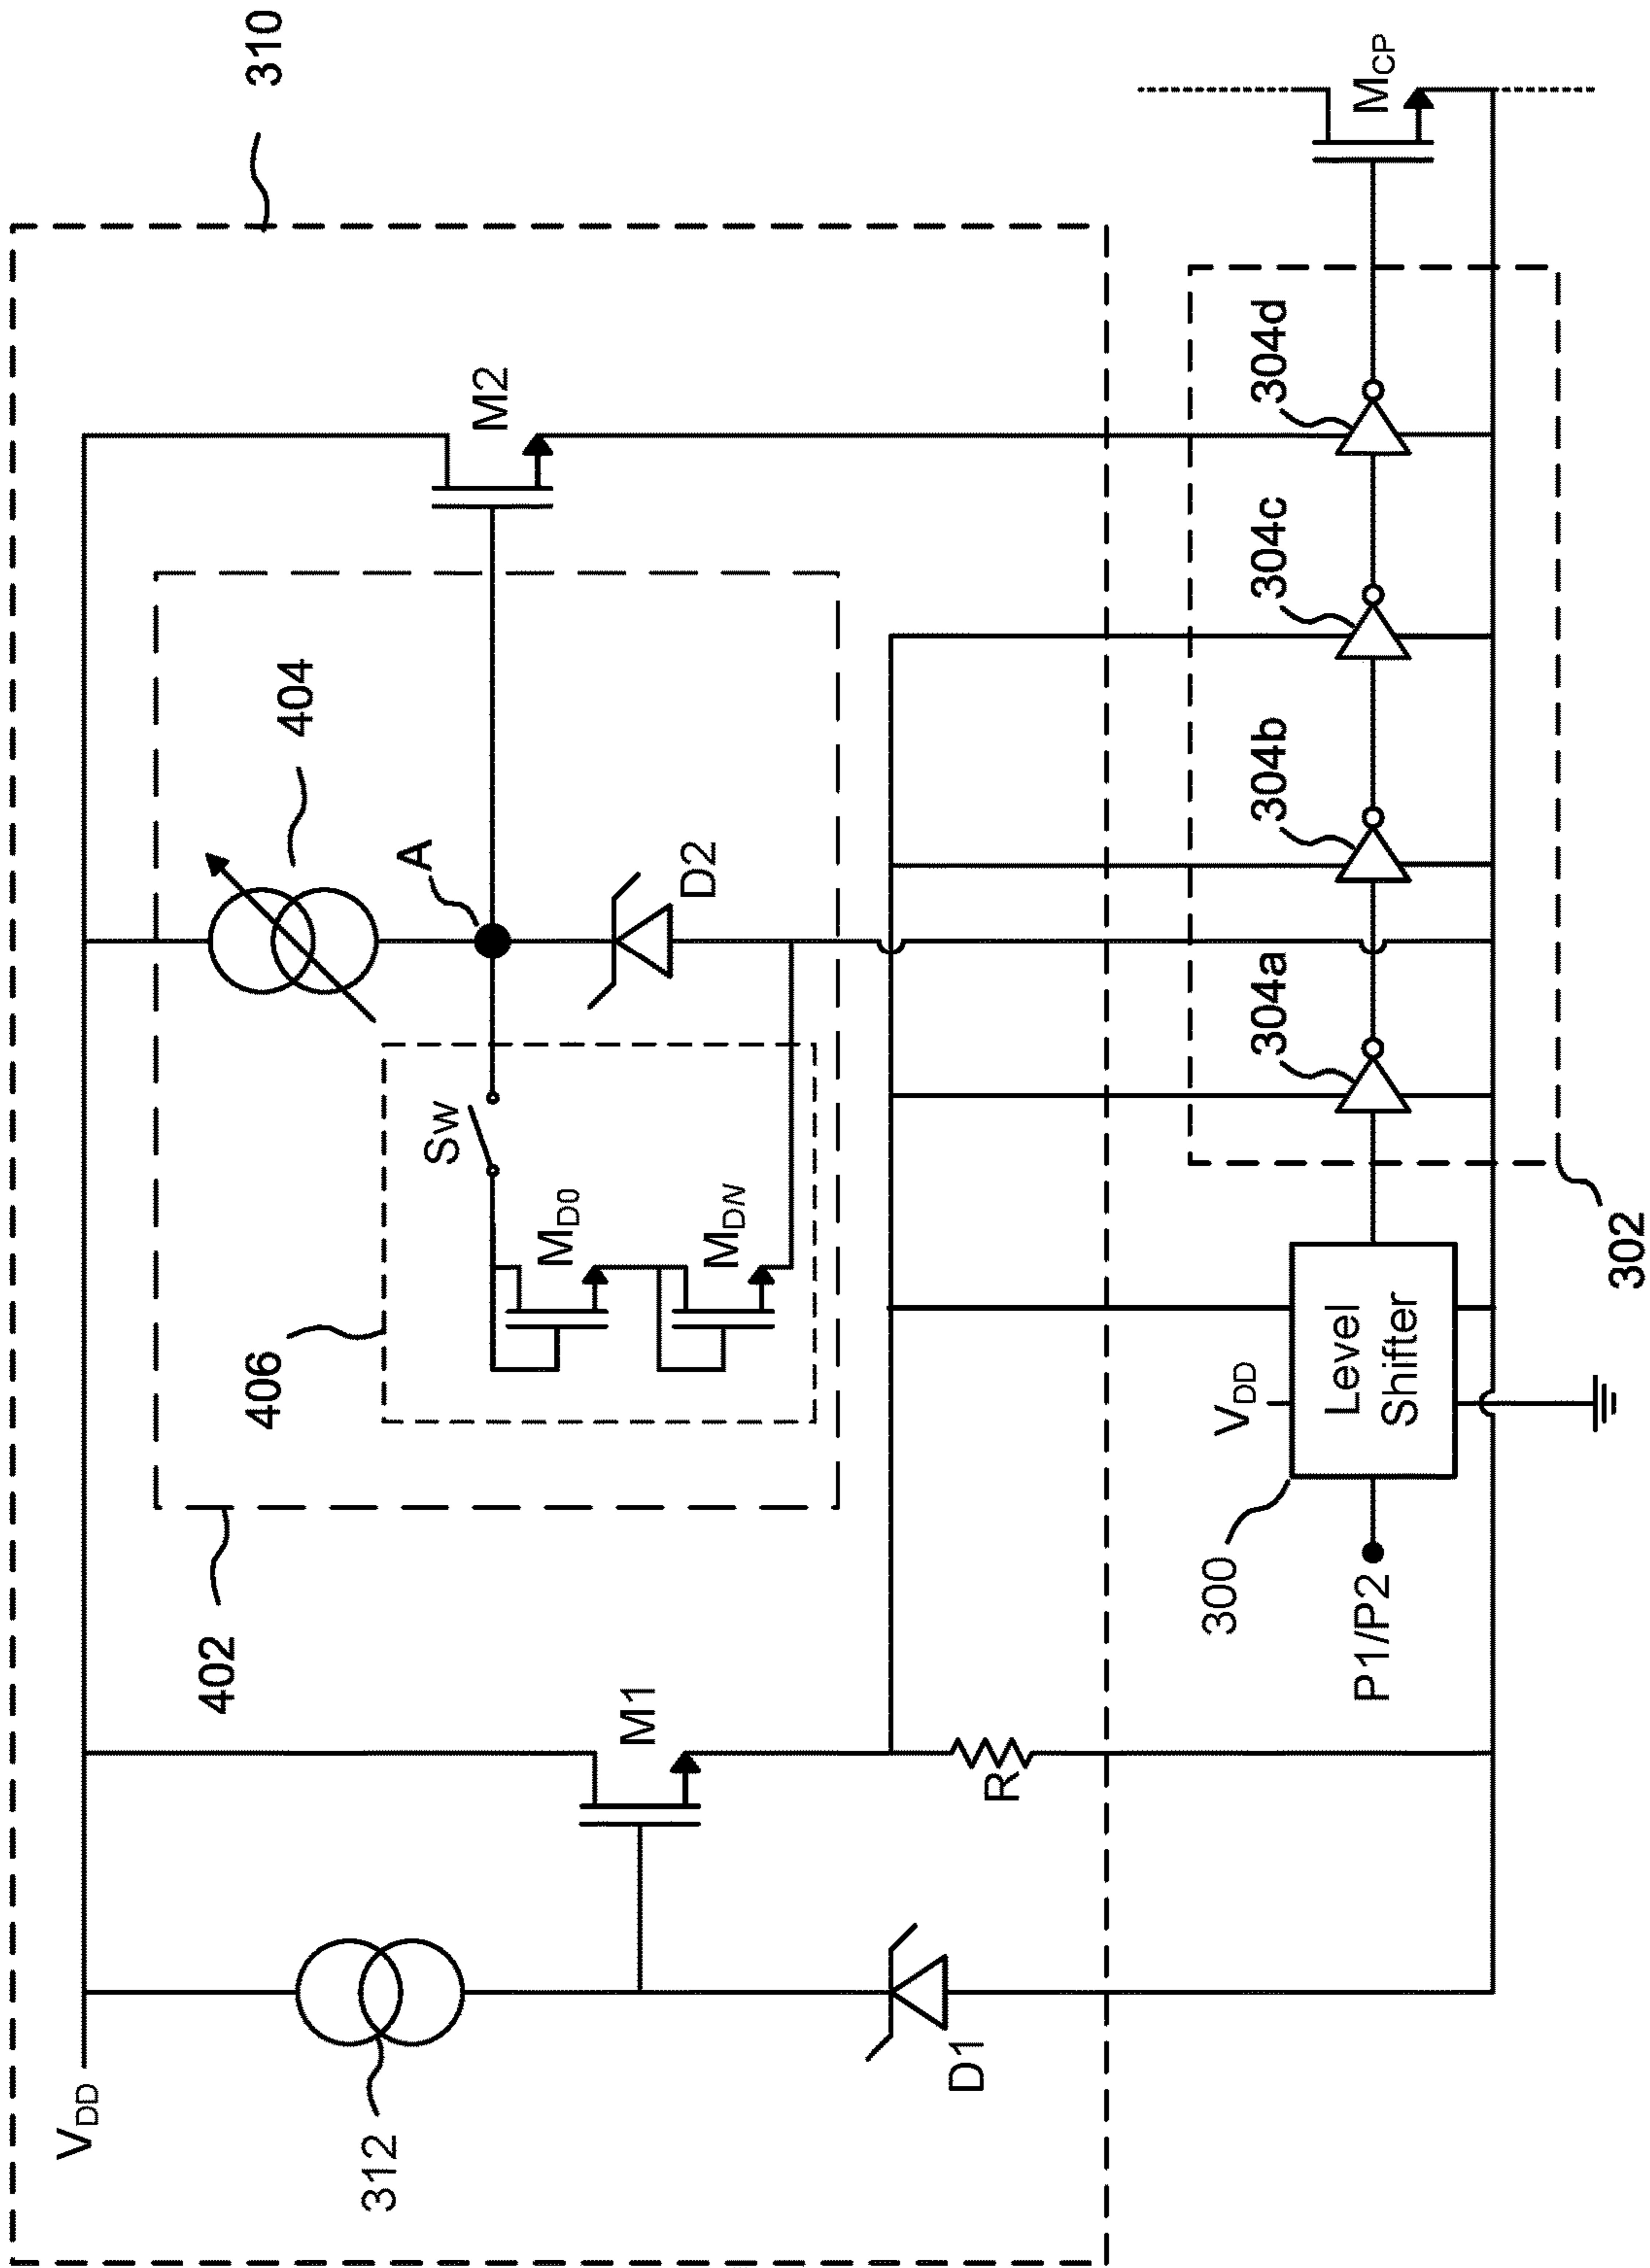 310
V_DD
404
M2
A
D2
Sw
M_D0
M_DN
406
402
312
M1
D1
R
304a
304b
304c
304d
M_CP
V_DD
Level
Shifter
300
P1/P2
302